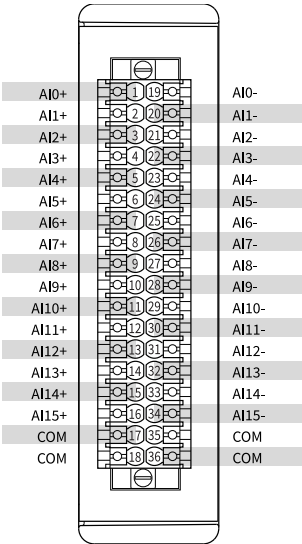 AI0+ 1 19 AI0-
AI1+ 2 20 AI1-
AI2+ 3 21 AI2-
AI3+ 4 22 AI3-
AI4+ 5 23 AI4-
AI5+ 6 24 AI5-
AI6+ 7 25 AI6-
AI7+ 8 26 AI7-
AI8+ 9 27 AI8-
AI9+ 10 28 AI9-
AI10+ 11 29 AI10-
AI11+ 12 30 AI11-
AI12+ 13 31 AI12-
AI13+ 14 32 AI13-
AI14+ 15 33 AI14-
AI15+ 16 34 AI15-
COM 17 35 COM
COM 18 36 COM